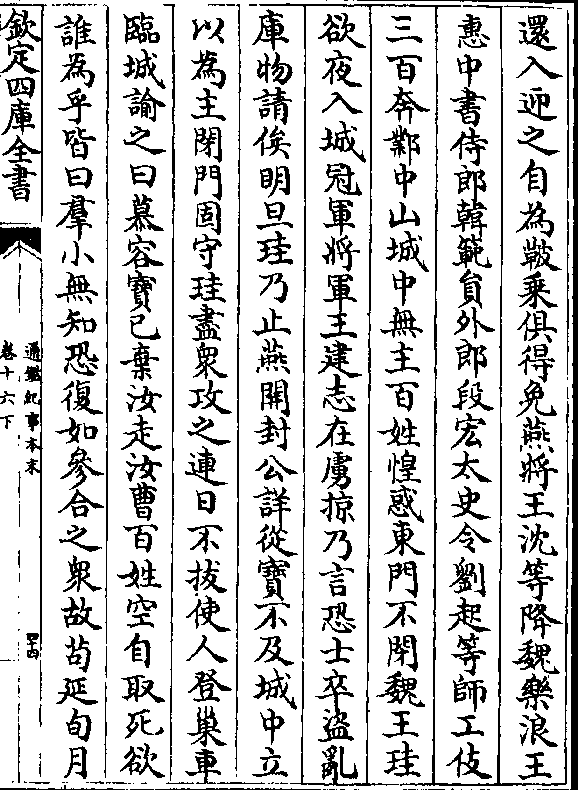 還入迎之自為鞁乗俱得免燕將王沈等降魏樂浪王
惠中書侍郎韓範員外郎段宏太史令劉起等帥工伎
三百奔鄴中山城中無主百姓惶惑東門不閉魏王珪
欲夜入城冠軍將軍王建志在虜掠乃言恐士卒盜亂
庫物請俟明旦珪乃止燕開封公詳從寶不及城中立
以為主閉門固守珪盡衆攻之連日不拔使人登巢車
臨城諭之曰慕容寶已棄汝走汝曹百姓空自取死欲
誰為乎皆曰羣小無知恐復如參合之衆故苟延旬月
欽定四庫全書
通鑑紀事本末
卷十六下
四十四